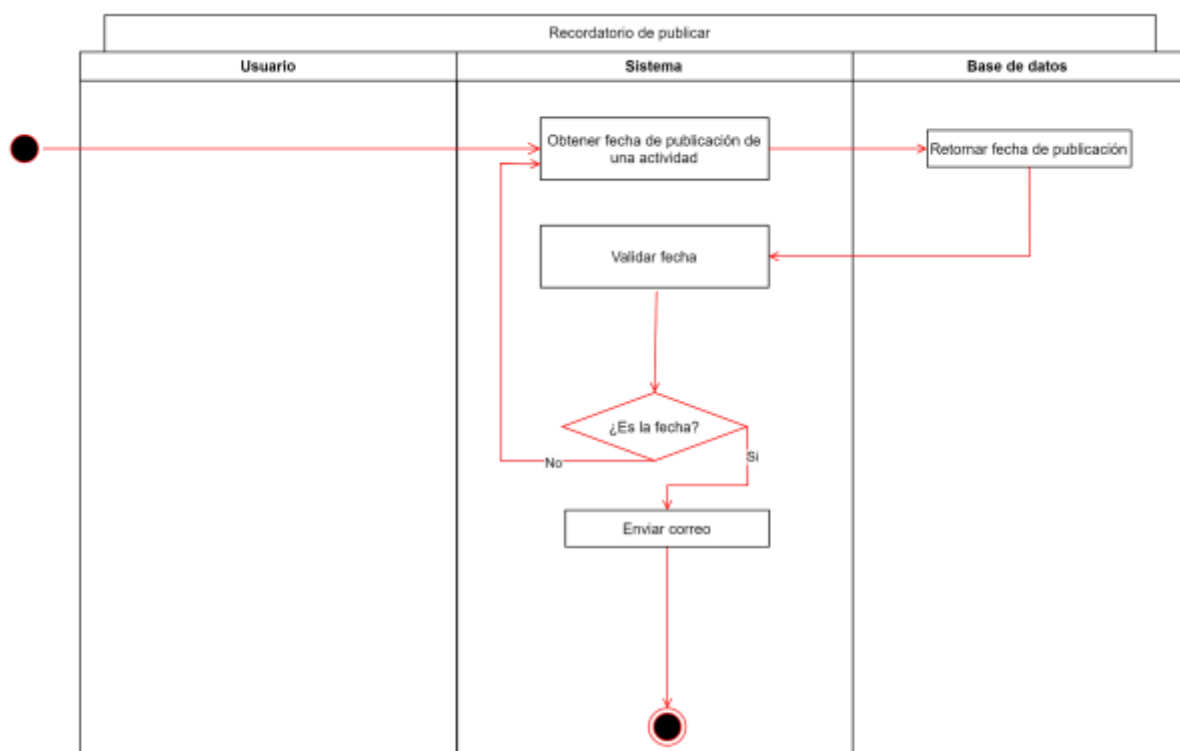 Recordatorio de publicar
Usuario
Sistema
Base de datos
Obtener fecha de publicación de
una actividad
Retornar fecha de publicación
Validar fecha
¿Es la fecha?
No
Si
Enviar correo